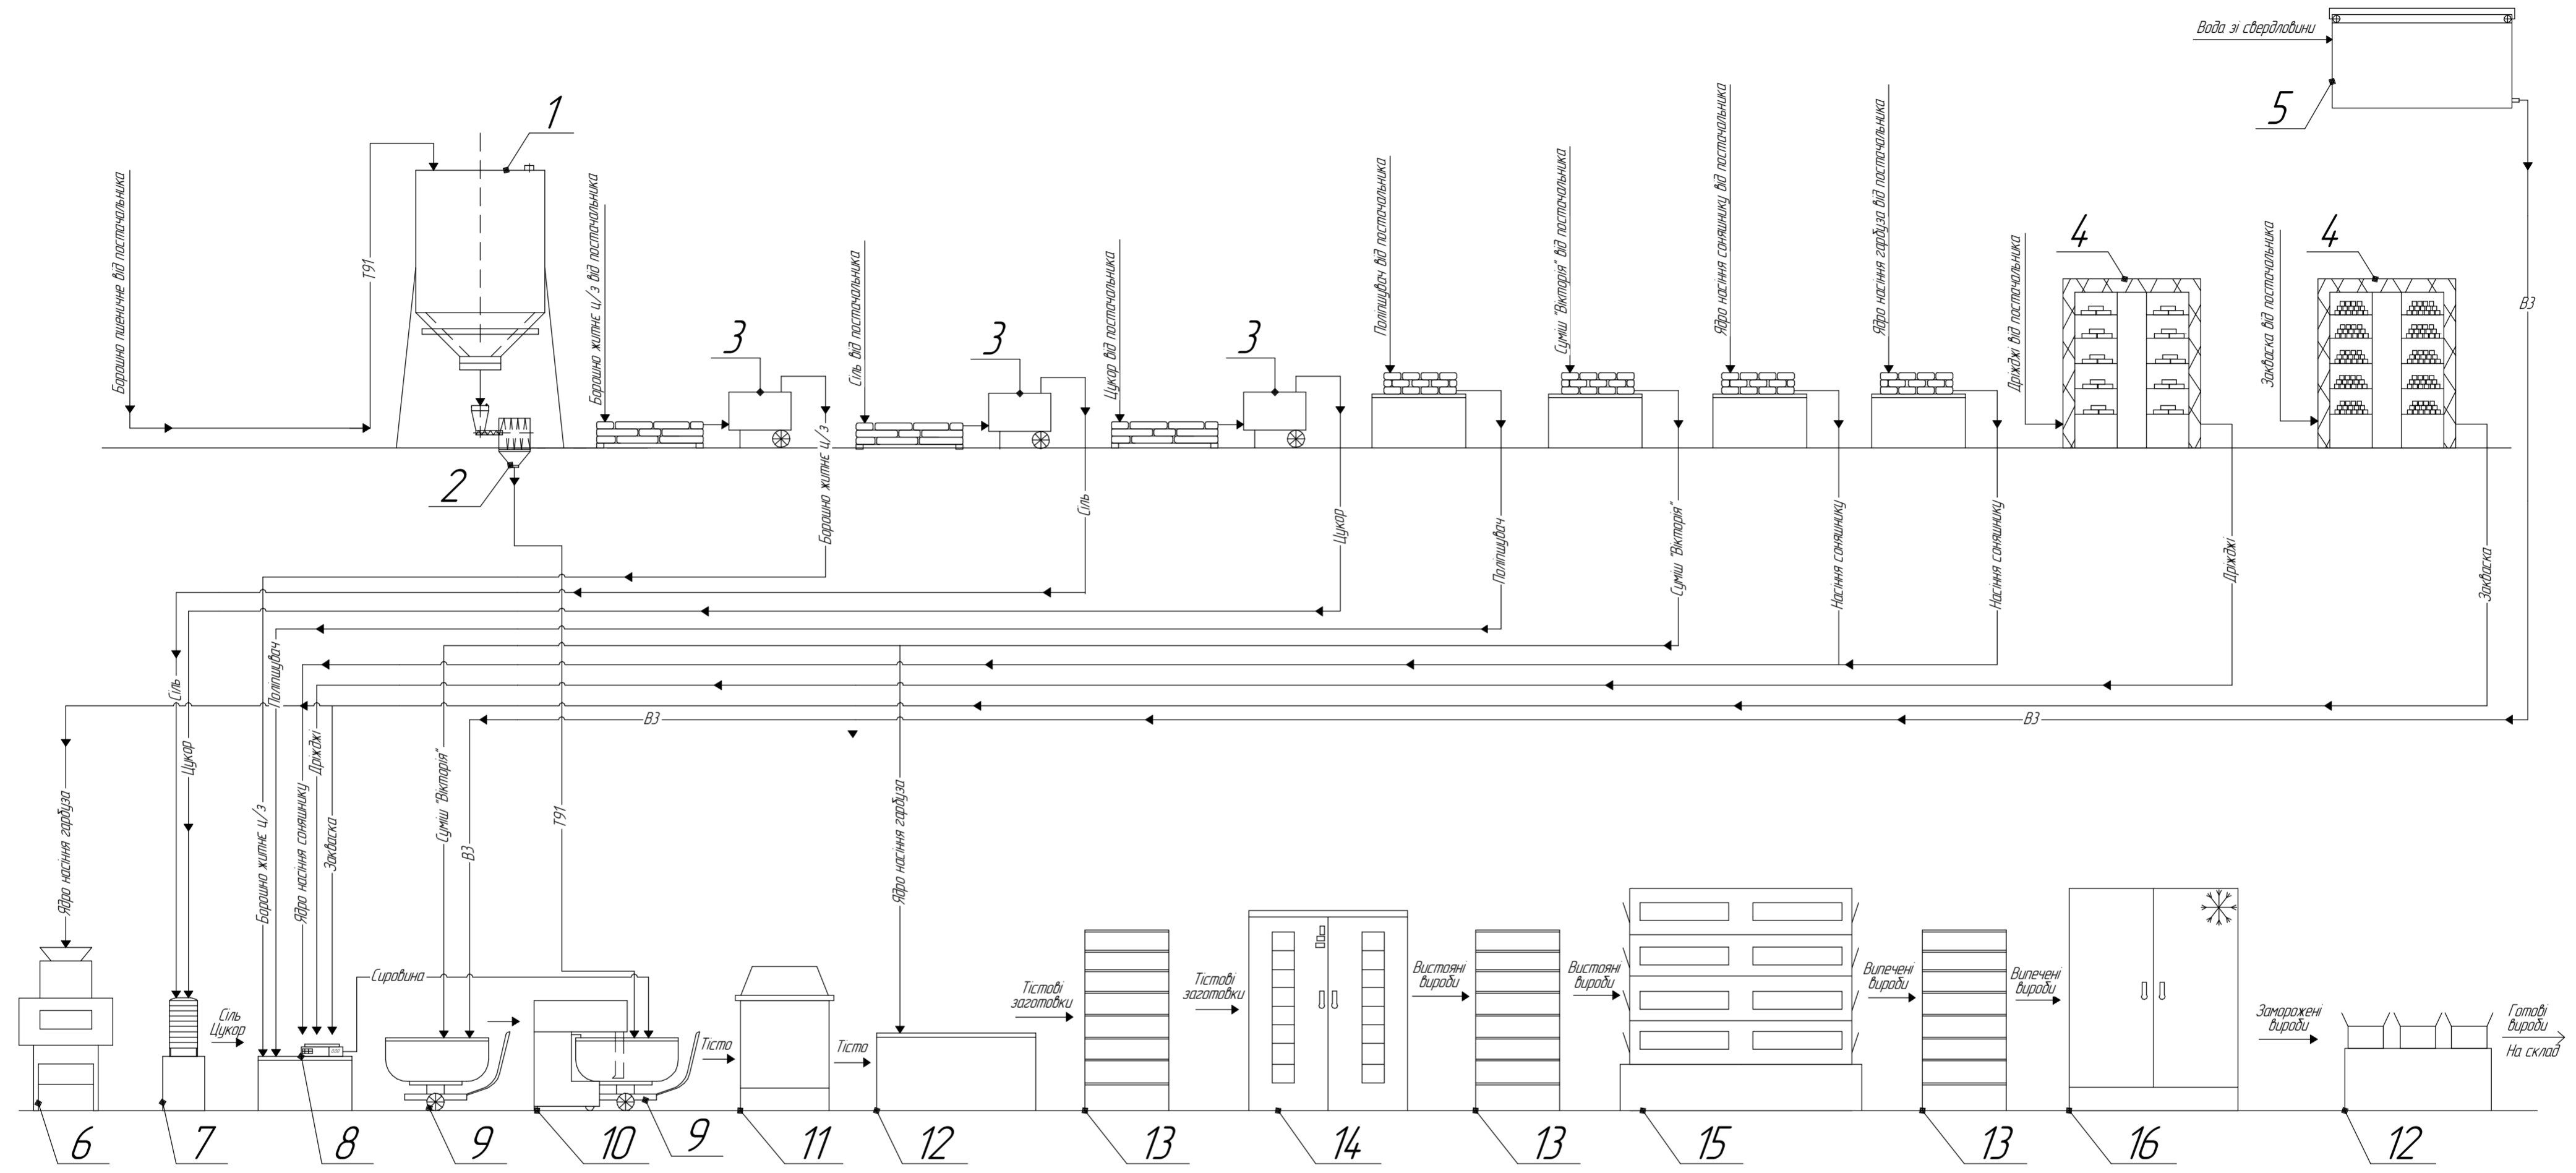 Вода зі свердловини
5
1
Борошно пшеничне від постачальника
Т91
2
Борошно житнє ц/з від постачальника
3
Борошно житнє ц/з
Сіль від постачальника
3
Сіль
Цукор від постачальника
3
Цукор
Поліпшувач від постачальника
Поліпшувач
Суміш "Вікторія" від постачальника
Суміш "Вікторія"
Ядро насіння соняшнику від постачальника
Насіння соняшнику
Ядро насіння гарбуза від постачальника
Насіння соняшнику
Дріжджі від постачальника
4
Дріжджі
Закваска від постачальника
4
Закваска
В3
В3
В3
Ядро насіння гарбуза
Сіль
Цукор
Борошно житнє ц/з
Поліпшувач
Ядро насіння соняшнику
Дріжджі
Закваска
Суміш "Вікторія"
В3
Т91
Ядро насіння гарбуза
Сіль
Цукор
Сировина
Тісто
Тісто
Тістові
заготовки
Тістові
заготовки
Вистояні
вироби
Вистояні
вироби
Випечені
вироби
Випечені
вироби
Заморожені
вироби
Готові
вироби
На склад
6
7
8
9
10
9
11
12
13
14
13
15
13
16
12